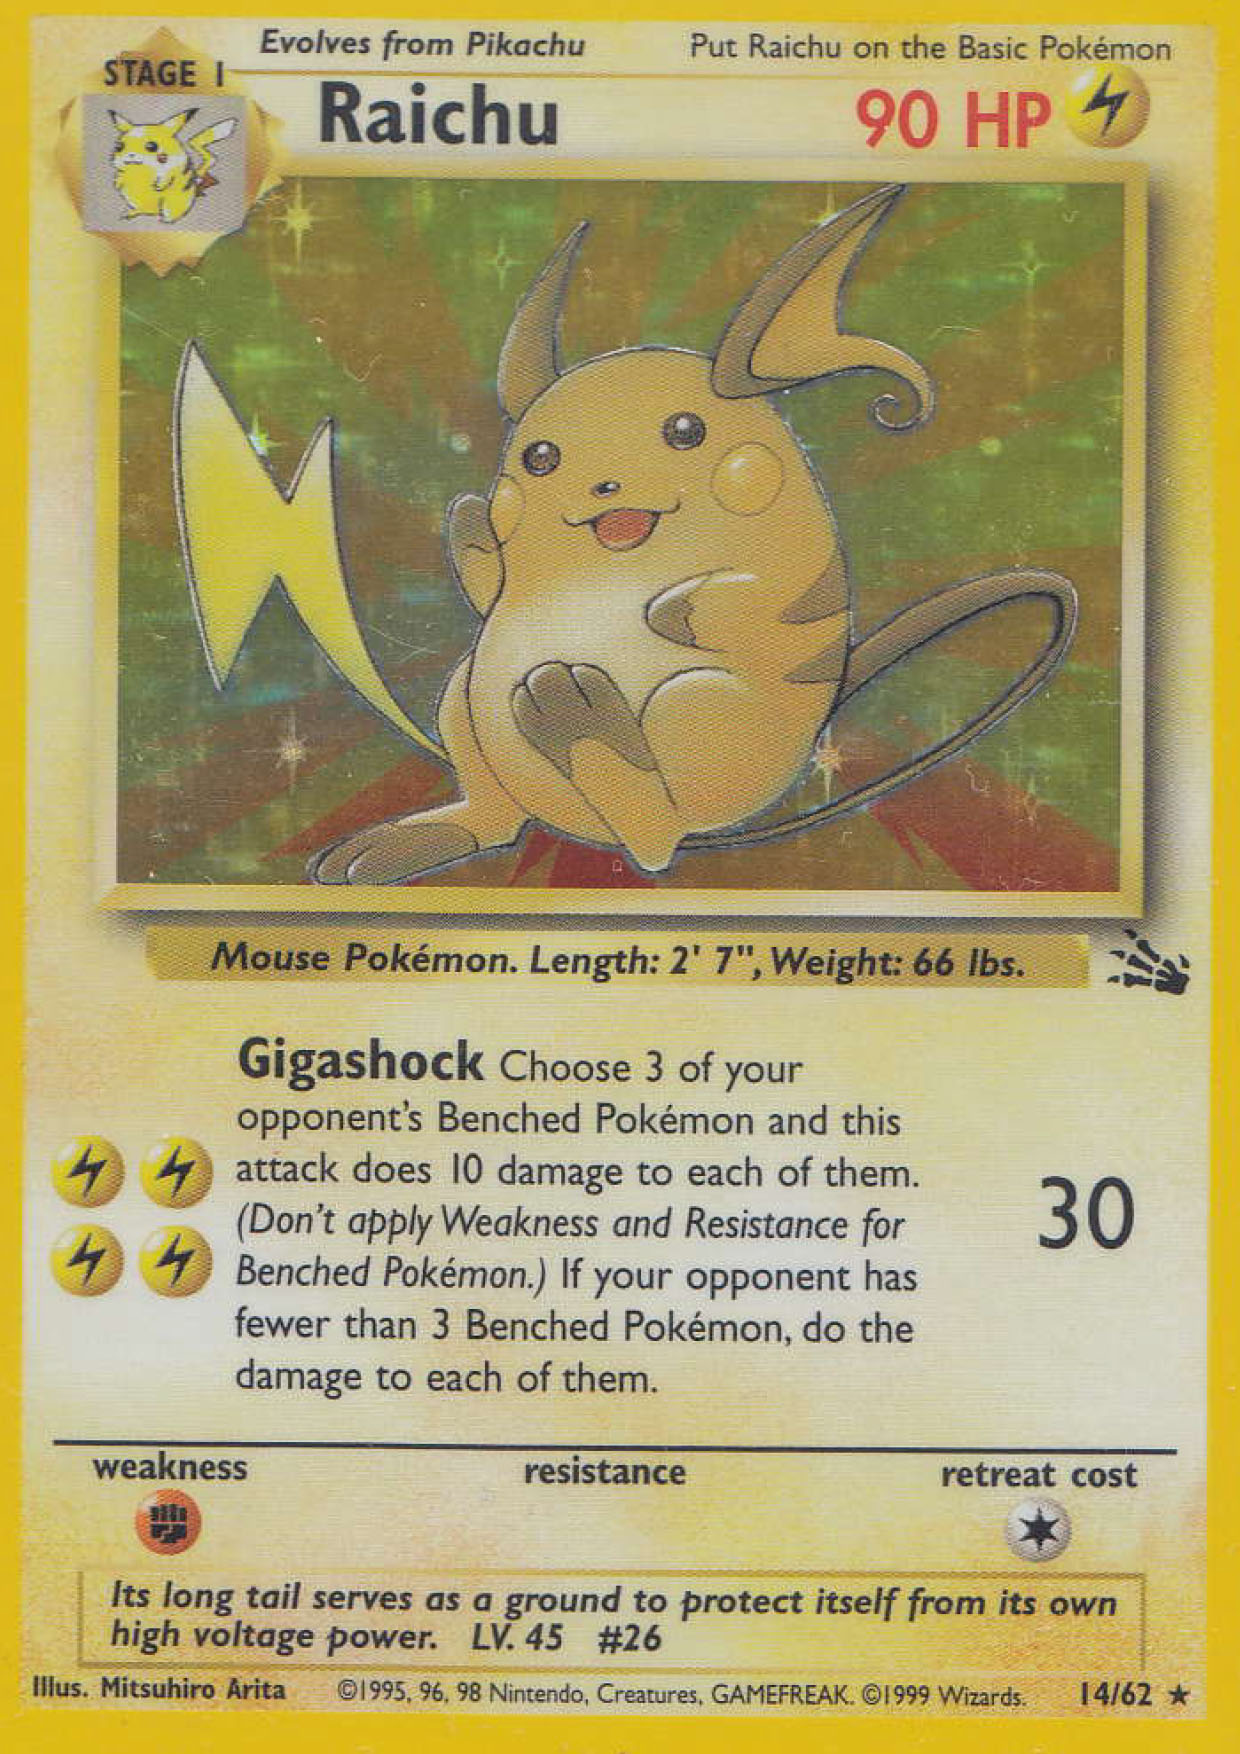 Evolves from Pikachu Put Raichu on the Basic Pokémon
STAGE 1
Raichu 90 HP
Mouse Pokémon. Length: 2' 7", Weight: 66 lbs.
Gigashock Choose 3 of your
opponent's Benched Pokémon and this
attack does 10 damage to each of them.
(Don't apply Weakness and Resistance for
Benched Pokémon.) If your opponent has
fewer than 3 Benched Pokémon, do the
damage to each of them.
30
weakness resistance retreat cost
Its long tail serves as a ground to protect itself from its own
high voltage power. LV. 45 #26
Illus. Mitsuhiro Arita ©1995, 96, 98 Nintendo, Creatures, GAMEFREAK. ©1999 Wizards. 14/62 ★